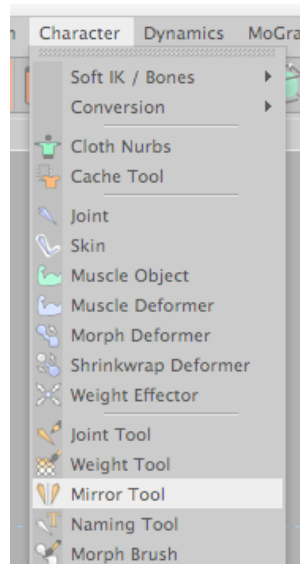 Character Dynamics MoGra
Soft IK / Bones
Conversion
Cloth Nurbs
Cache Tool
Joint
Skin
Muscle Object
Muscle Deformer
Morph Deformer
Shrinkwrap Deformer
Weight Effector
Joint Tool
Weight Tool
Mirror Tool
Naming Tool
Morph Brush